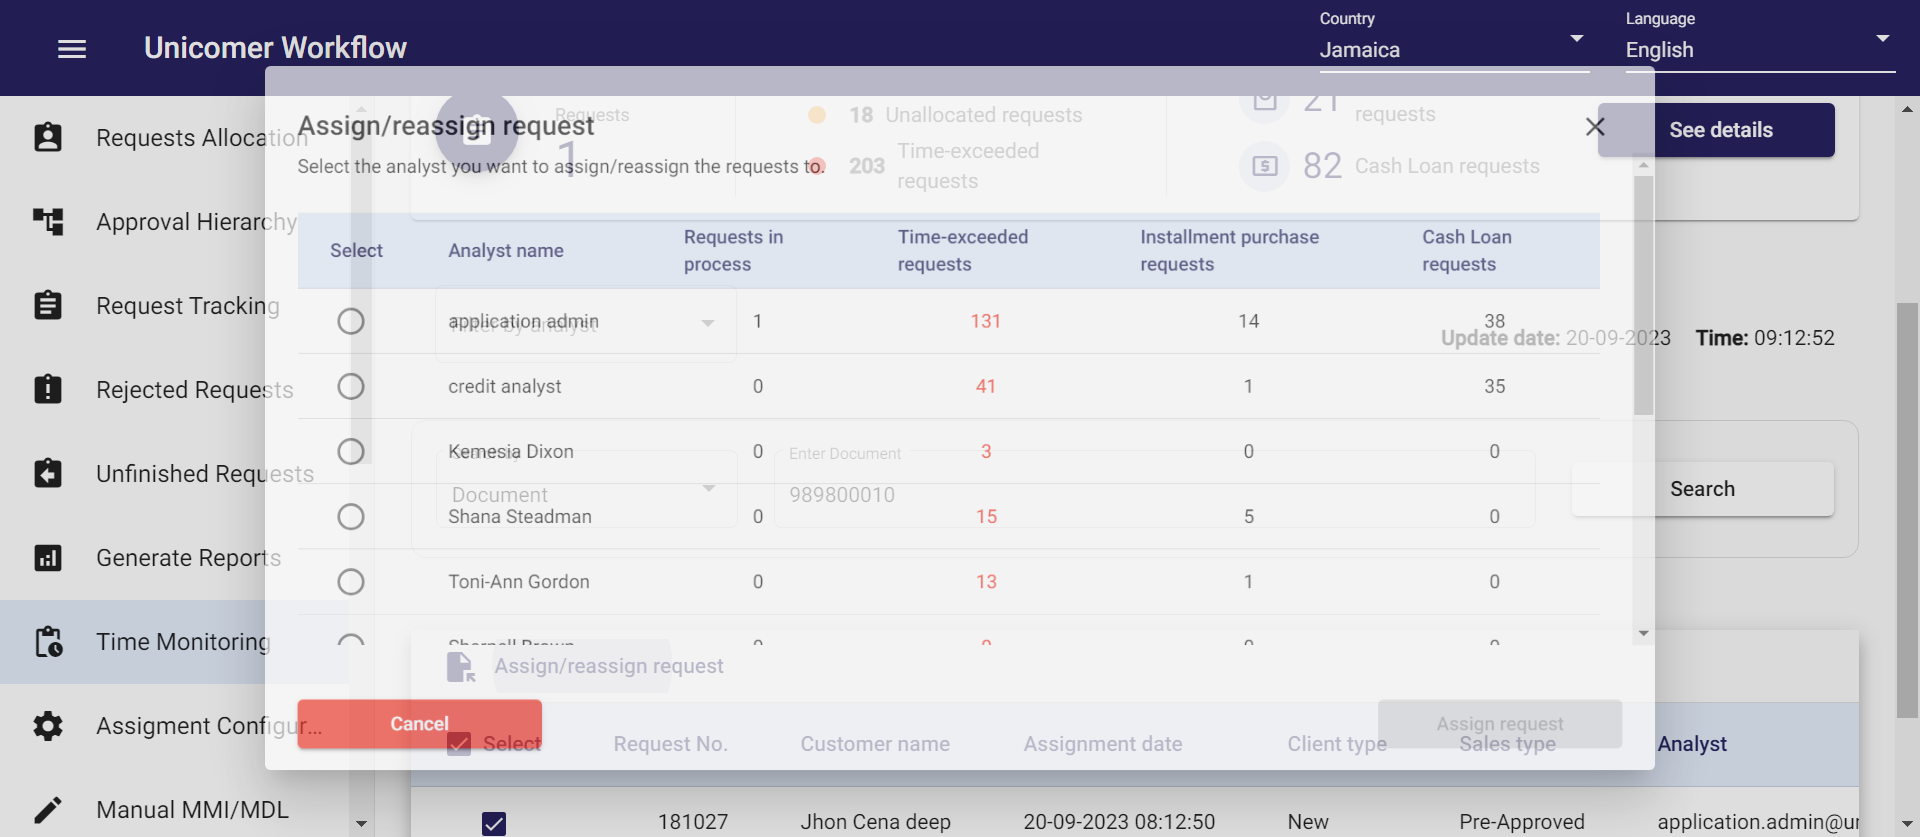 Unicomer Workflow
Country
Jamaica
Language
English
Requests Allocation
Approval Hierarchy
Request Tracking
Rejected Requests
Unfinished Requests
Generate Reports
Time Monitoring
Assigment Configur...
Manual MMI/MDL
Requests
1
18 Unallocated requests
203 Time-exceeded
requests
21 requests
82 Cash Loan requests
See details
Assign/reassign request
Select the analyst you want to assign/reassign the requests to.
Select Analyst name Requests in process Time-exceeded requests Installment purchase requests Cash Loan requests
application admin 1 131 14 38
credit analyst 0 41 1 35
Kemesia Dixon 0 3 0 0
Shana Steadman 0 15 5 0
Toni-Ann Gordon 0 13 1 0
Filter by analyst
Update date: 20-09-2023 Time: 09:12:52
Document
Enter Document
989800010
Search
Assign/reassign request
Cancel
Assign request
Select Request No. Customer name Assignment date Client type Sales type Analyst
181027 Jhon Cena deep 20-09-2023 08:12:50 New Pre-Approved application.admin@ur